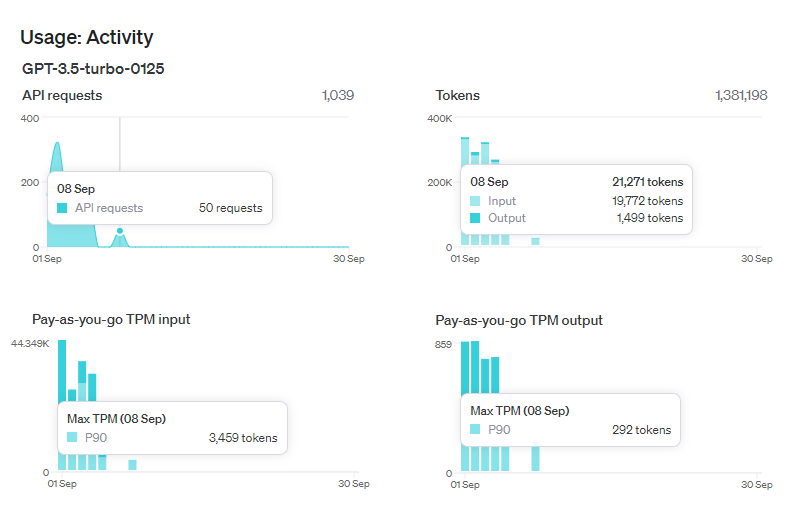 Usage: Activity
GPT-3.5-turbo-0125
API requests 1,039
400
200
0
01 Sep 30 Sep
08 Sep
API requests 50 requests
Tokens 1,381,198
400K
200K
0
01 Sep 30 Sep
08 Sep 21,271 tokens
Input 19,772 tokens
Output 1,499 tokens
Pay-as-you-go TPM input
44.349K
0
01 Sep 30 Sep
Max TPM (08 Sep)
P90 3,459 tokens
Pay-as-you-go TPM output
859
0
01 Sep 30 Sep
Max TPM (08 Sep)
P90 292 tokens